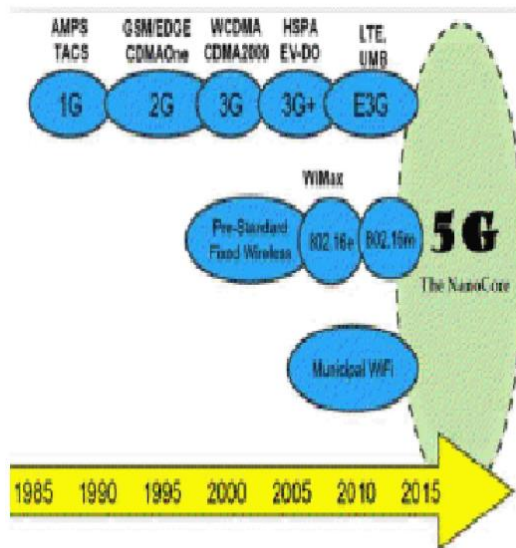 AMPS
TACS
GSM/EDGE
CDMAOne
WCDMA
CDMA2000
HSPA
EV-DO
LTE,
UMB
1G
2G
3G
3G+
E3G
WiMax
Pre-Standard
Fixed Wireless
802.16e
802.16m
5G
The NanoCore
Municipal WiFi
1985 1990 1995 2000 2005 2010 2015